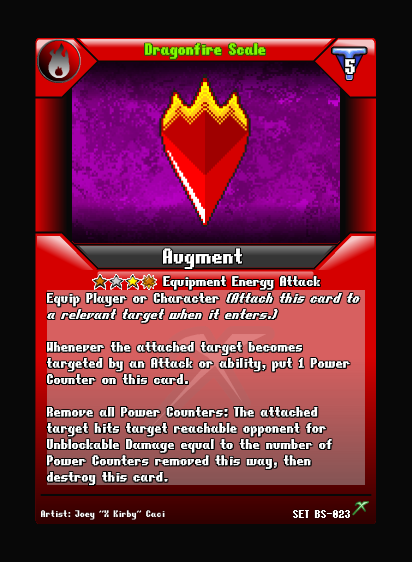 Dragonfire Scale
5
Augment
Equipment Energy Attack
Equip Player or Character (Attach this card to
a relevant target when it enters.)
Whenever the attached target becomes
targeted by an Attack or ability, put 1 Power
Counter on this card.
Remove all Power Counters: The attached
target hits target reachable opponent for
Unblockable Damage equal to the number of
Power Counters removed this way, then
destroy this card.
Artist: Joey "X Kirby" Caci
SET BS-023